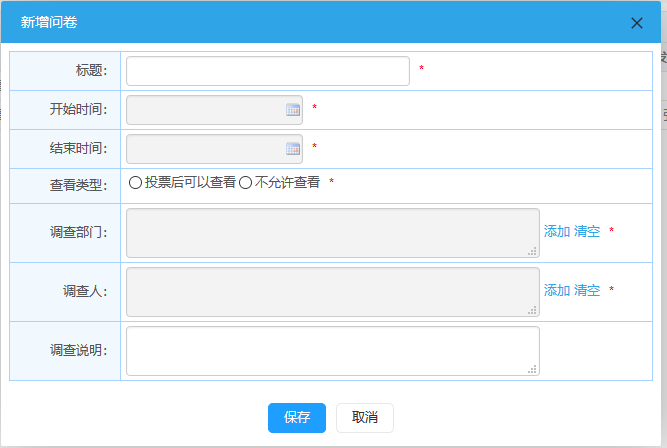 新增问卷
标题： *
开始时间： *
结束时间： *
查看类型： 投票后可以查看 不允许查看 *
调查部门： 添加 清空 *
调查人： 添加 清空 *
调查说明：
保存 取消